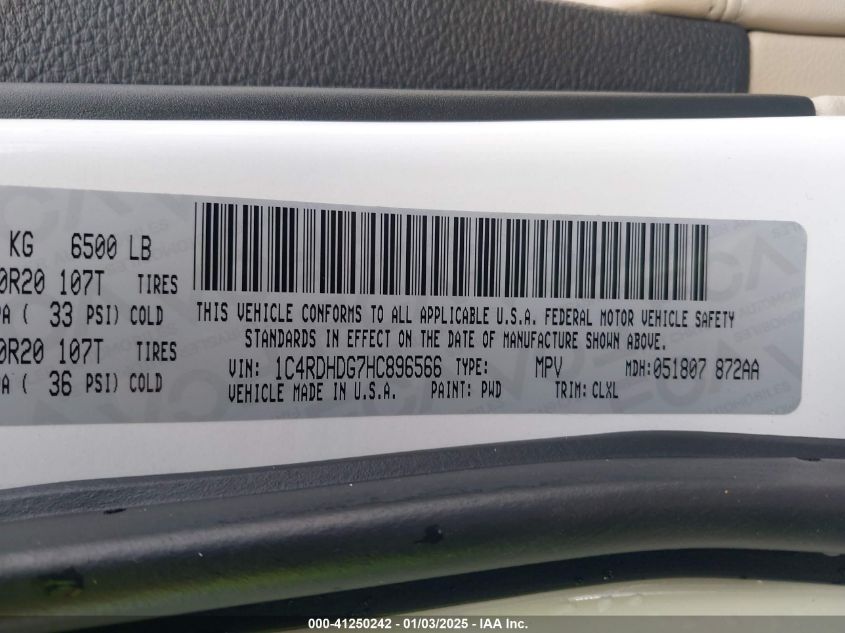 KG 6500 LB
0R20 107T TIRES
PA ( 33 PSI) COLD
0R20 107T TIRES
PA ( 36 PSI) COLD
THIS VEHICLE CONFORMS TO ALL APPLICABLE U.S.A. FEDERAL MOTOR VEHICLE SAFETY
STANDARDS IN EFFECT ON THE DATE OF MANUFACTURE SHOWN ABOVE.
VIN: 1C4RDHDG7HC896566 TYPE: MPV MDH:051807 872AA
VEHICLE MADE IN U.S.A. PAINT: PWD TRIM: CLXL
000-41250242 - 01/03/2025 - IAA Inc.